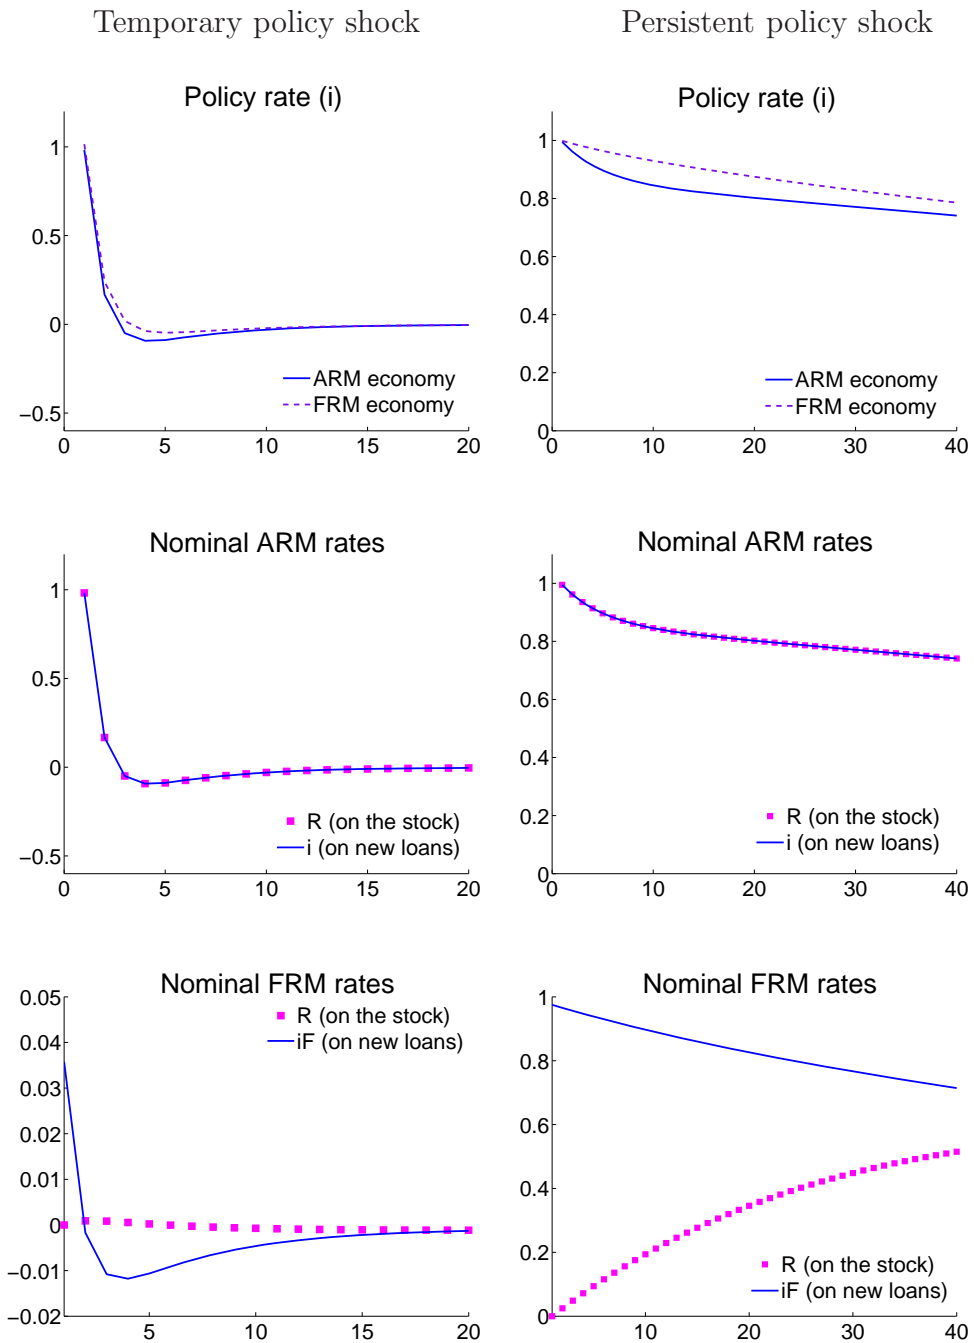 Temporary policy shock
Persistent policy shock
Policy rate (i)
1
0.5
0
−0.5
0 5 10 15 20
ARM economy
FRM economy
Policy rate (i)
1
0.8
0.6
0.4
0.2
0
0 10 20 30 40
ARM economy
FRM economy
Nominal ARM rates
1
0.5
0
−0.5
0 5 10 15 20
R (on the stock)
i (on new loans)
Nominal ARM rates
1
0.8
0.6
0.4
0.2
0
0 10 20 30 40
R (on the stock)
i (on new loans)
Nominal FRM rates
0.05
0.04
0.03
0.02
0.01
0
−0.01
−0.02
5 10 15 20
R (on the stock)
iF (on new loans)
Nominal FRM rates
1
0.8
0.6
0.4
0.2
0
10 20 30 40
R (on the stock)
iF (on new loans)